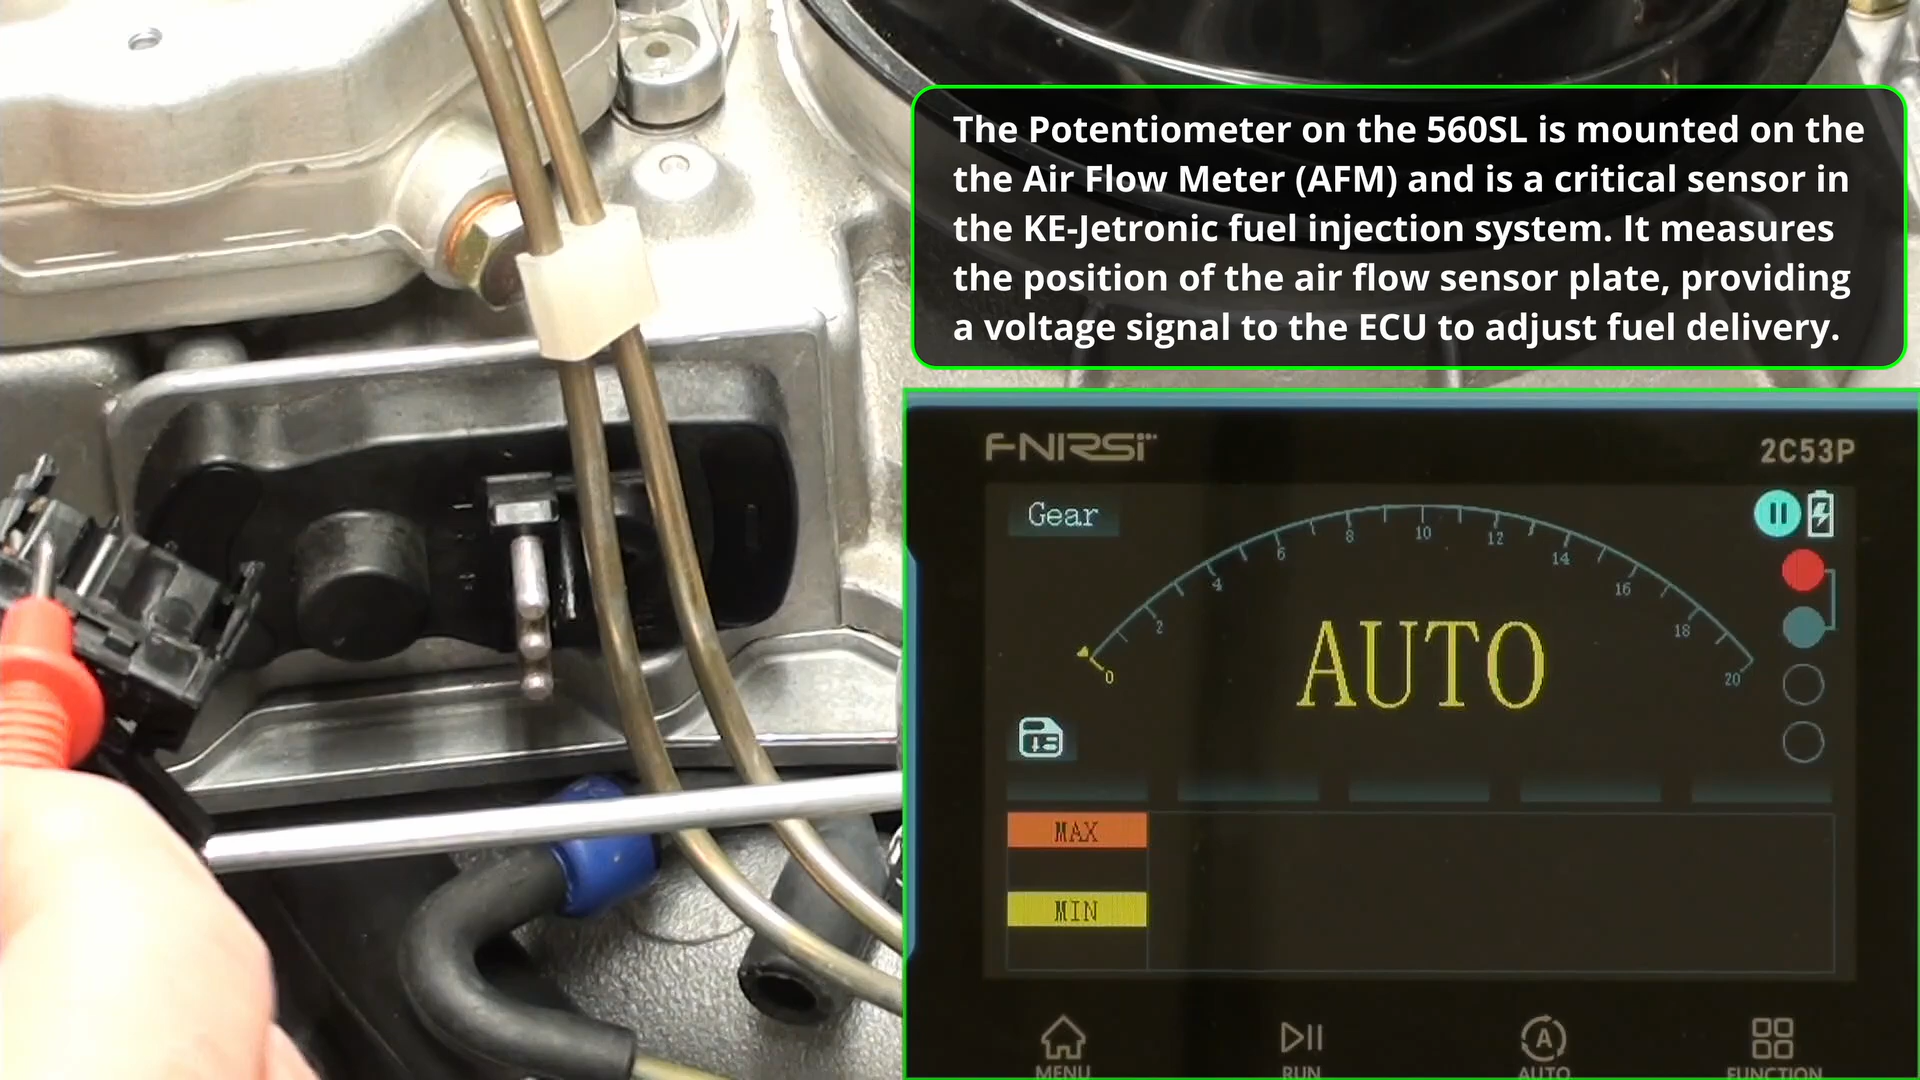 The Potentiometer on the 560SL is mounted on the
the Air Flow Meter (AFM) and is a critical sensor in
the KE-Jetronic fuel injection system. It measures
the position of the air flow sensor plate, providing
a voltage signal to the ECU to adjust fuel delivery.
FNIRSI
2C53P
Gear
0 2 4 6 8 10 12 14 16 18 20
AUTO
MAX
MIN
MENU RUN AUTO FUNCTION